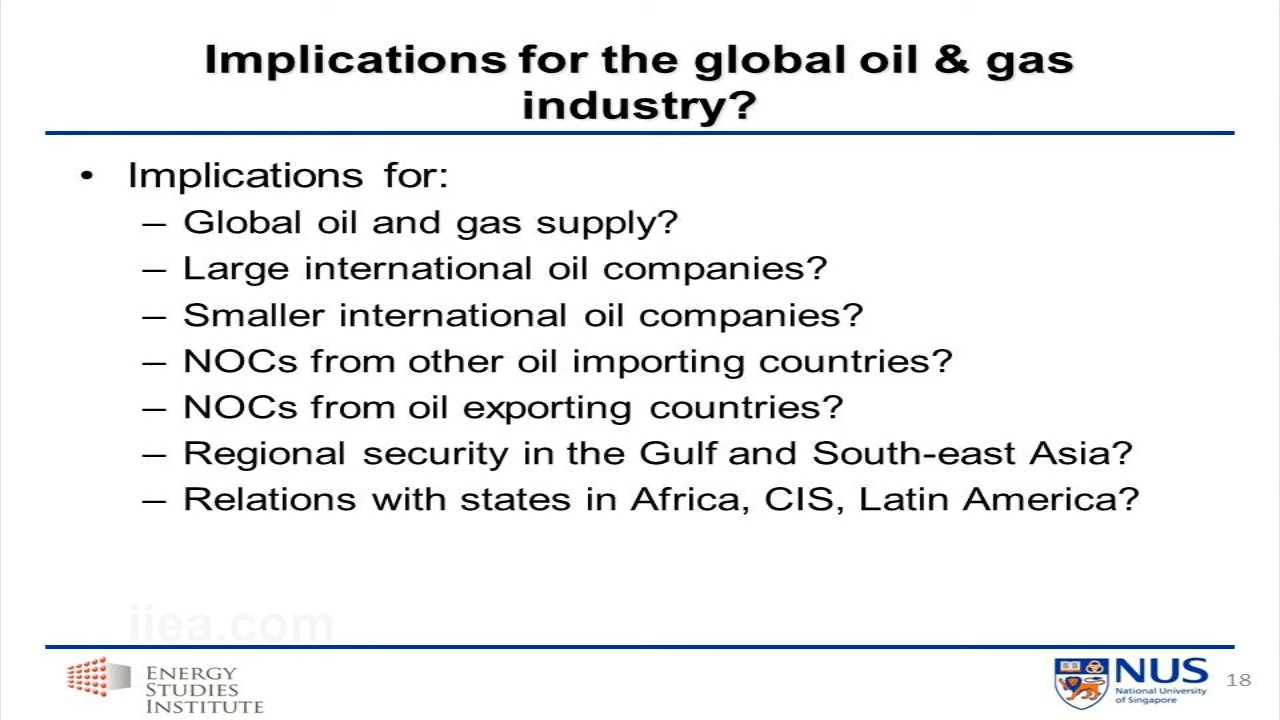 Implications for the global oil & gas
industry?
• Implications for:
– Global oil and gas supply?
– Large international oil companies?
– Smaller international oil companies?
– NOCs from other oil importing countries?
– NOCs from oil exporting countries?
– Regional security in the Gulf and South-east Asia?
– Relations with states in Africa, CIS, Latin America?
iiea.com
ENERGY
STUDIES
INSTITUTE
NUS
National University
of Singapore
18